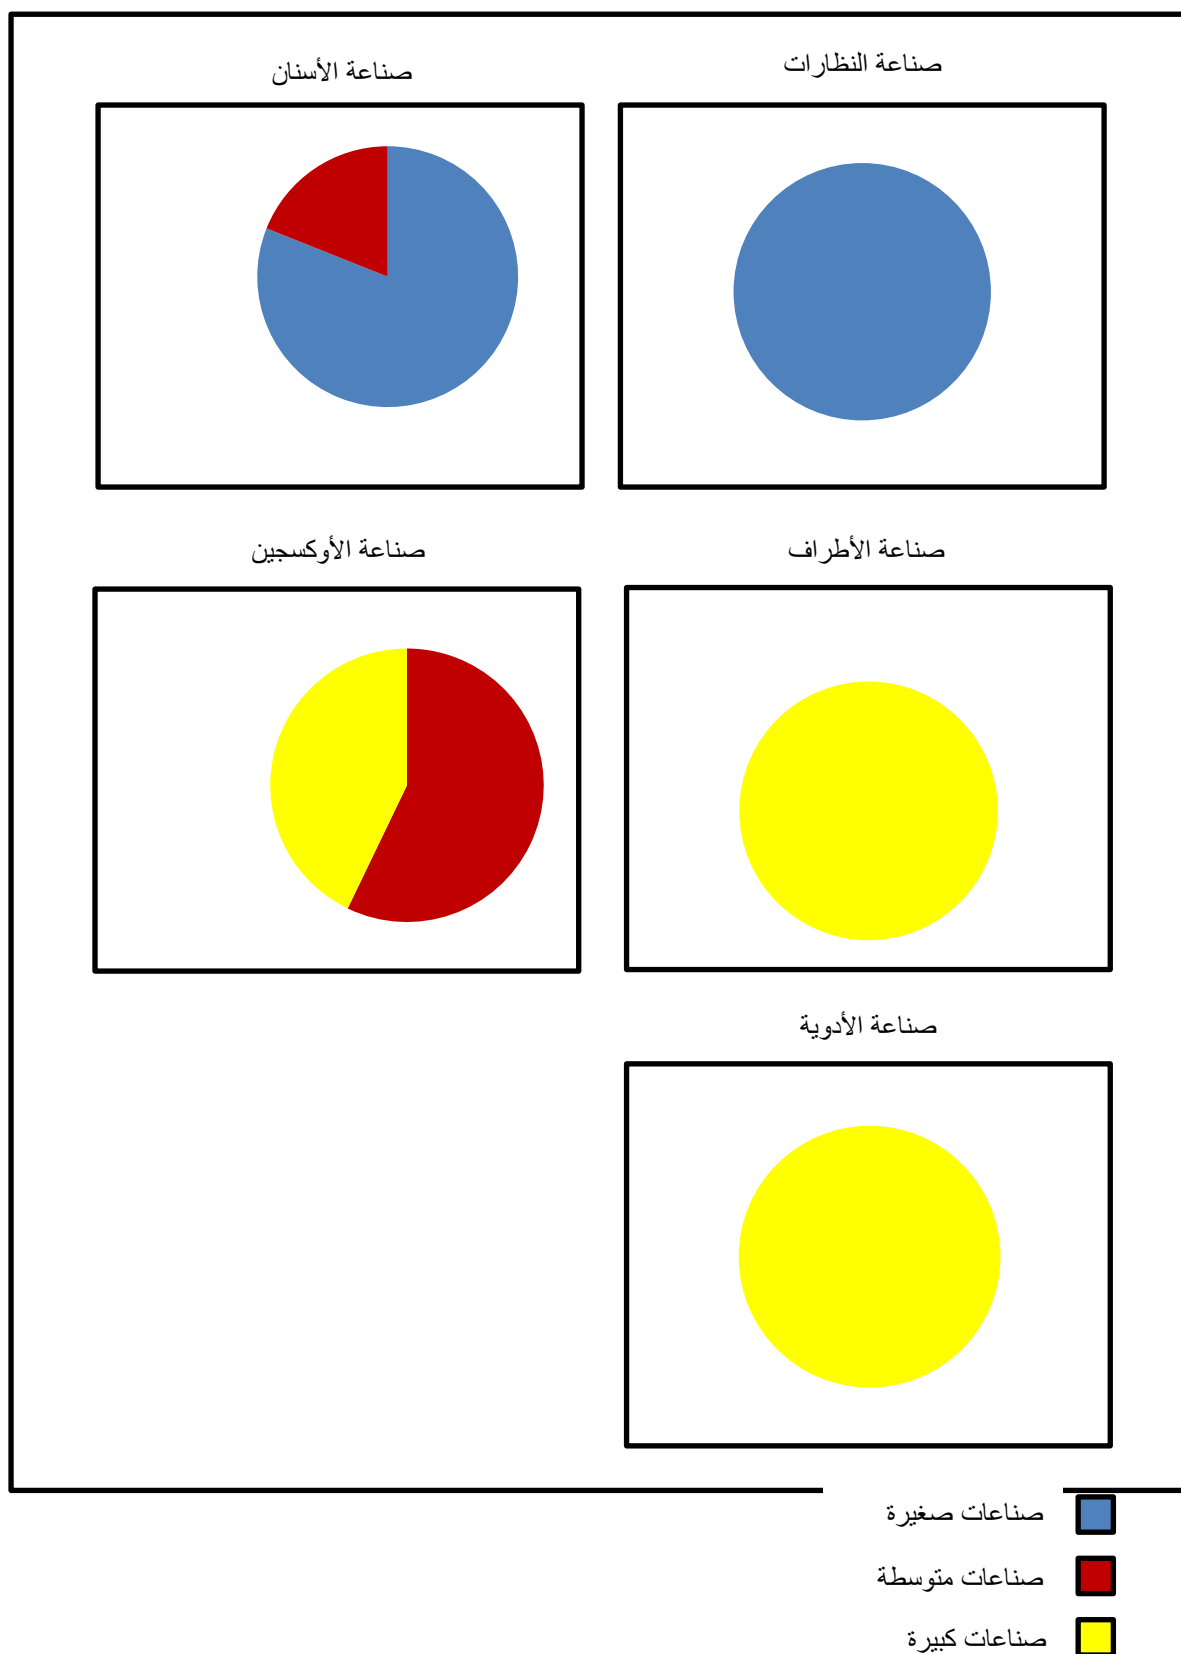 صناعة النظارات
صناعة الأسنان
صناعة الأطراف
صناعة الأوكسجين
صناعة الأدوية
صناعات صغيرة
صناعات متوسطة
صناعات كبيرة